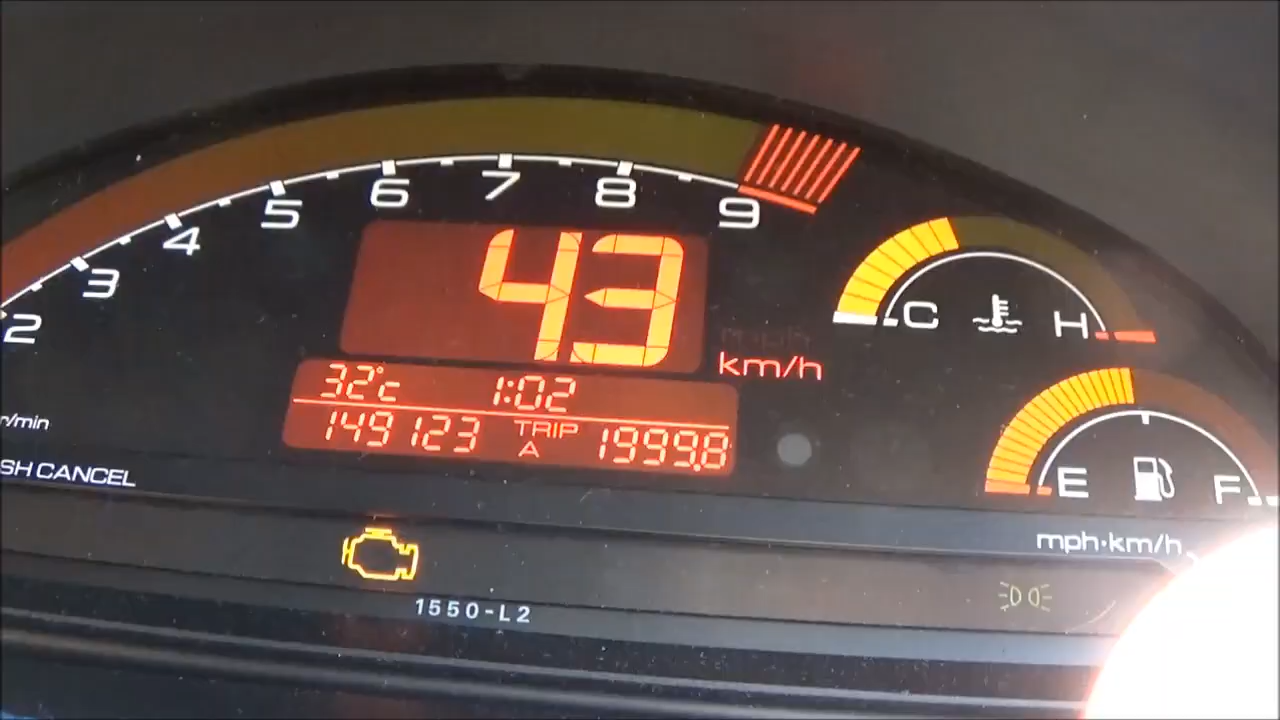 2 3 4 5 6 7 8 9
43
mph
km/h
C H
32°c 1:02
149123 TRIP A 1999.8
r/min
SH CANCEL
E F
mph·km/h
1550-L2